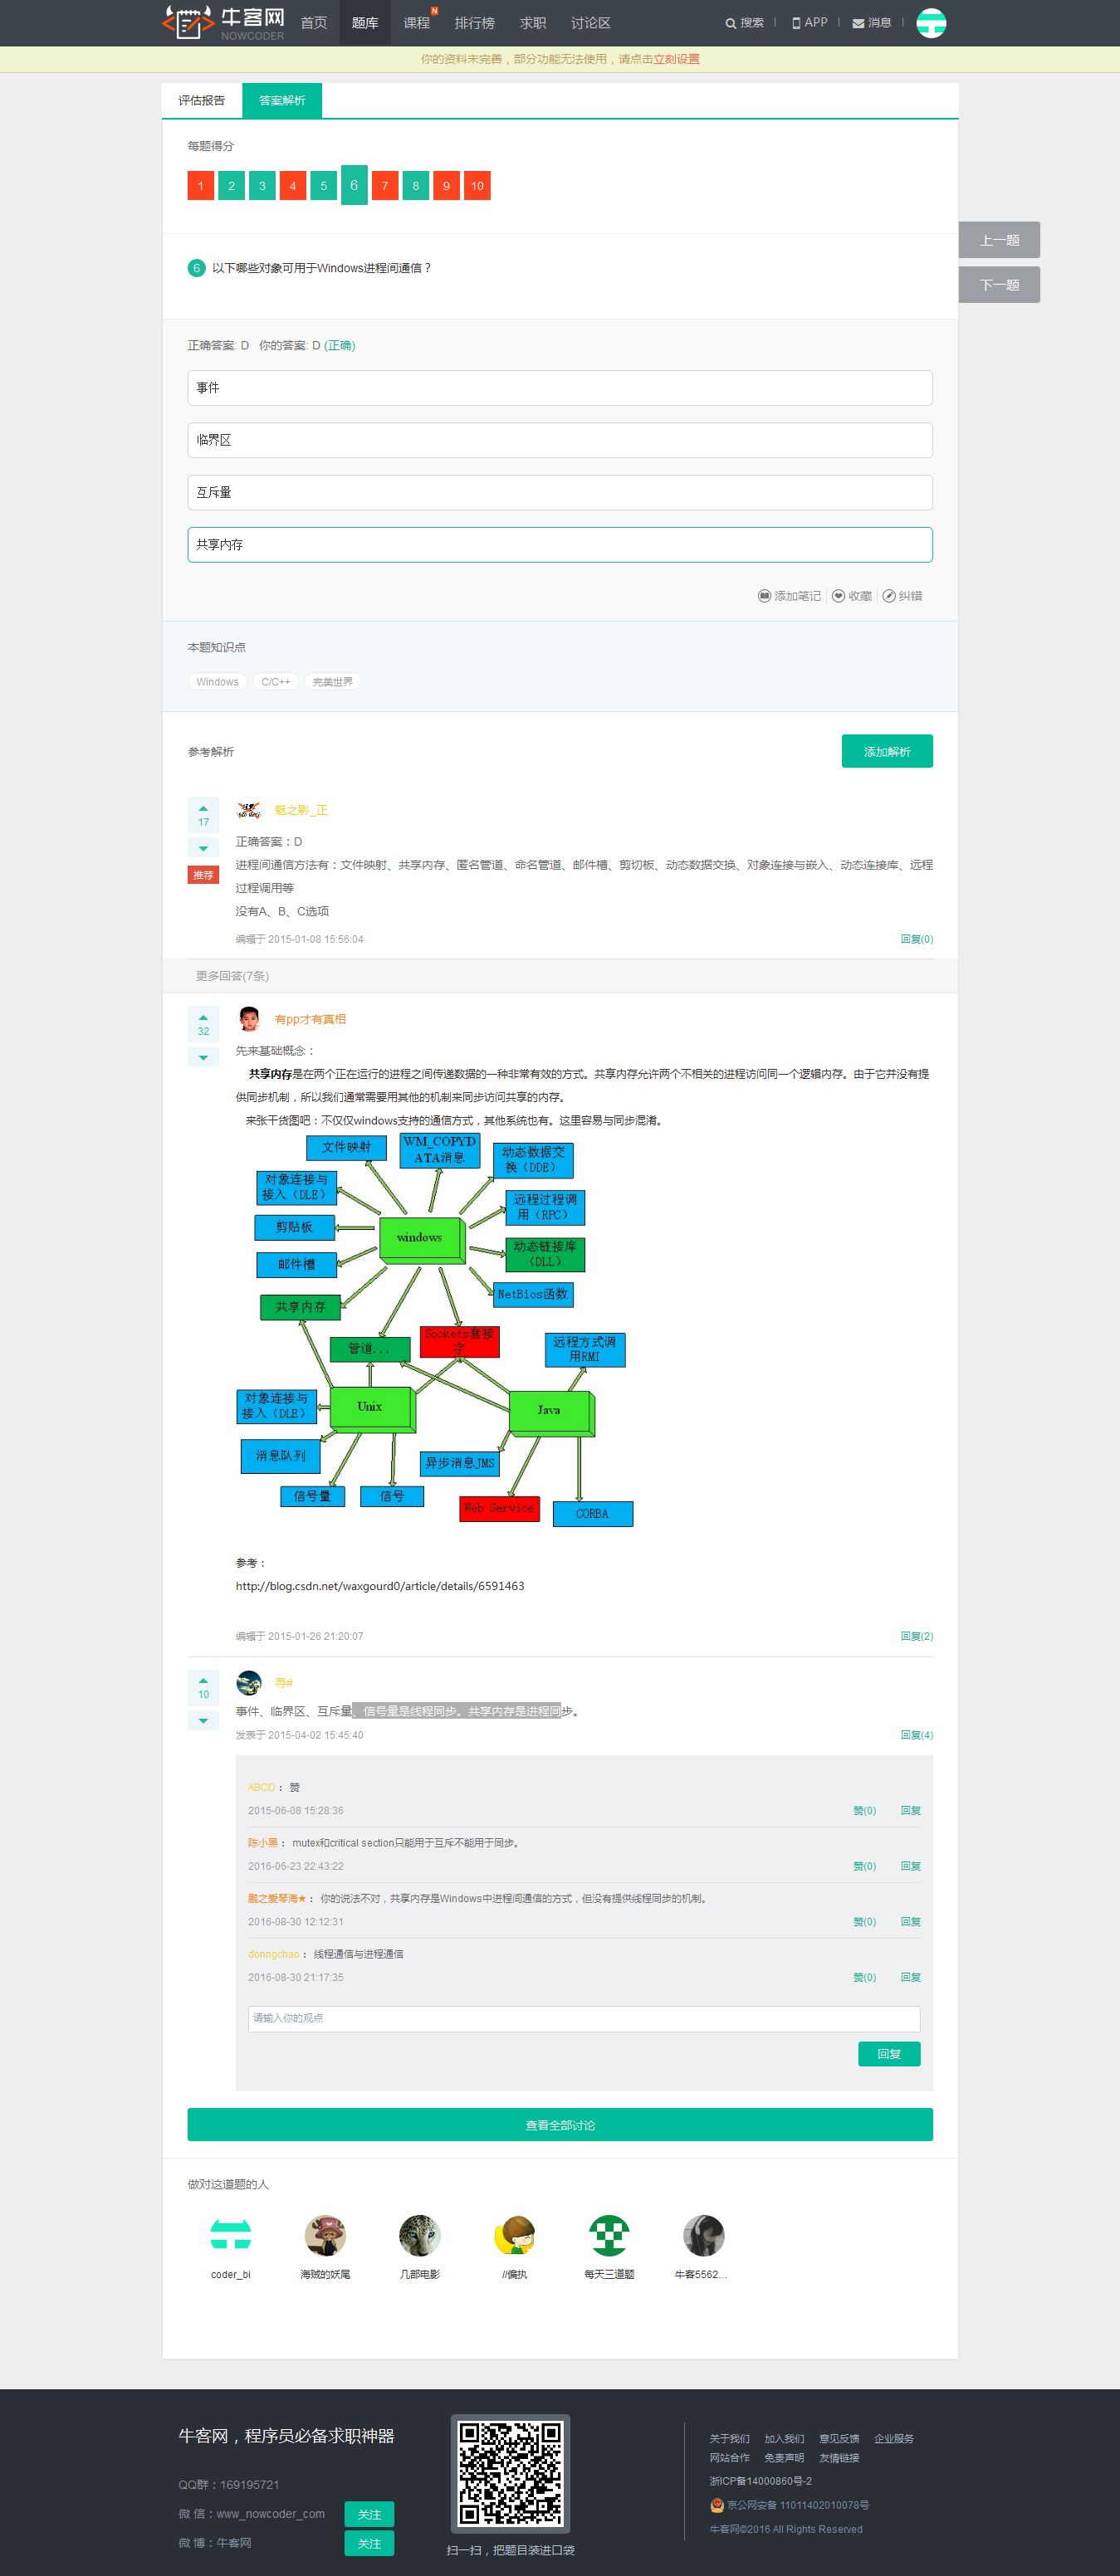 牛客网
NOWCODER
首页 题库 课程 N 排行榜 求职 讨论区 搜索 APP 消息
你的资料未完善，部分功能无法使用，请点击立刻设置
评估报告 答案解析
每题得分
1 2 3 4 5 6 7 8 9 10
上一题
下一题
6 以下哪些对象可用于Windows进程间通信？
正确答案: D 你的答案: D (正确)
事件
临界区
互斥量
共享内存
添加笔记 收藏 纠错
本题知识点
Windows C/C++ 完美世界
参考解析 添加解析
17
魅之影_正
正确答案：D
推荐
进程间通信方法有：文件映射、共享内存、匿名管道、命名管道、邮件槽、剪切板、动态数据交换、对象连接与嵌入、动态连接库、远程
过程调用等
没有A、B、C选项
编辑于 2015-01-08 15:56:04 回复(0)
更多回答(7条)
32
有pp才有真相
先来基础概念：
共享内存是在两个正在运行的进程之间传递数据的一种非常有效的方式。共享内存允许两个不相关的进程访问同一个逻辑内存。由于它并没有提
供同步机制，所以我们通常需要用其他的机制来同步访问共享的内存。
来张干货图吧：不仅仅windows支持的通信方式，其他系统也有。这里容易与同步混淆。
文件映射
WM_COPYD
ATA消息
动态数据交
换（DDE）
对象连接与
接入（DLE）
远程过程调
用（RPC）
剪贴板
windows
动态链接库
（DLL）
邮件槽
NetBios函数
共享内存
管道...
Sockets套接
字
远程方式调
用RMI
对象连接与
接入（DLE）
Unix
Java
消息队列
异步消息JMS
信号量
信号
Web Service
CORBA
参考：
http://blog.csdn.net/waxgourd0/article/details/6591463
编辑于 2015-01-26 21:20:07 回复(2)
10
寻#
事件、临界区、互斥量、信号量是线程同步。共享内存是进程同步。
发表于 2015-04-02 15:45:40 回复(4)
ABCD： 赞
2015-06-08 15:28:36 赞(0) 回复
陈小黑： mutex和critical section只能用于互斥不能用于同步。
2016-06-23 22:43:22 赞(0) 回复
之爱琴海★： 你的说法不对，共享内存是Windows中进程间通信的方式，但没有提供线程同步的机制。
2016-08-30 12:12:31 赞(0) 回复
donngchao： 线程通信与进程通信
2016-08-30 21:17:35 赞(0) 回复
请输入你的观点
回复
查看全部讨论
做对这道题的人
coder_bi 海贼的妖尾 几部电影 //偏执 每天三道题 牛客5562...
牛客网，程序员必备求职神器
QQ群：169195721
微 信：www_nowcoder_com 关注
微 博：牛客网 关注
扫一扫，把题目装进口袋
关于我们 加入我们 意见反馈 企业服务
网站合作 免责声明 友情链接
浙ICP备14000860号-2
京公网安备 11011402010078号
牛客网©2016 All Rights Reserved